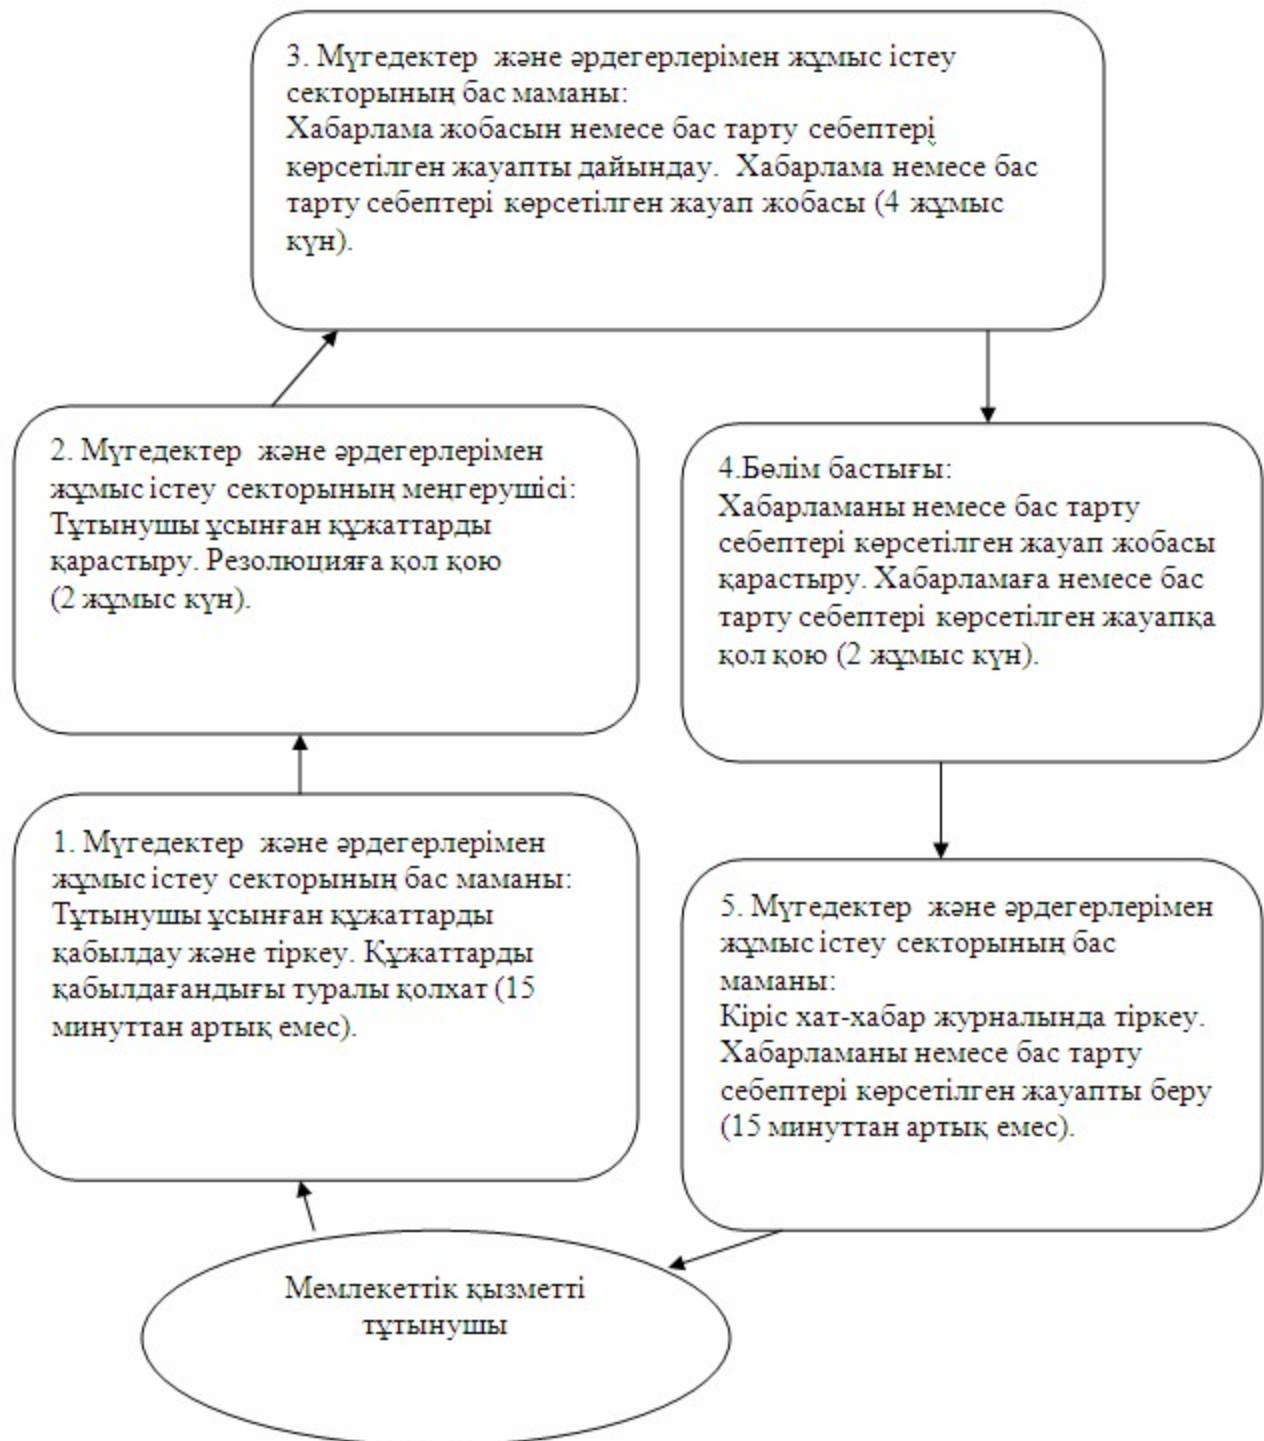 3. Мүгедектер және әрдегерлерімен жұмыс істеу
секторының бас маманы:
Хабарлама жобасын немесе бас тарту себептері
көрсетілген жауапты дайындау. Хабарлама немесе бас
тарту себептері көрсетілген жауап жобасы (4 жұмыс
күн).
2. Мүгедектер және әрдегерлерімен
жұмыс істеу секторының меңгерушісі:
Тұтынушы ұсынған құжаттарды
қарастыру. Резолюцияға қол қою
(2 жұмыс күн).
4.Бөлім бастығы:
Хабарламаны немесе бас тарту
себептері көрсетілген жауап жобасы
қарастыру. Хабарламаға немесе бас
тарту себептері көрсетілген жауапқа
қол қою (2 жұмыс күн).
1. Мүгедектер және әрдегерлерімен
жұмыс істеу секторының бас маманы:
Тұтынушы ұсынған құжаттарды
қабылдау және тіркеу. Құжаттарды
қабылдағандығы туралы қолхат (15
минуттан артық емес).
5. Мүгедектер және әрдегерлерімен
жұмыс істеу секторының бас
маманы:
Кіріс хат-хабар журналында тіркеу.
Хабарламаны немесе бас тарту
себептері көрсетілген жауапты беру
(15 минуттан артық емес).
Мемлекеттік қызметті
тұтынушы